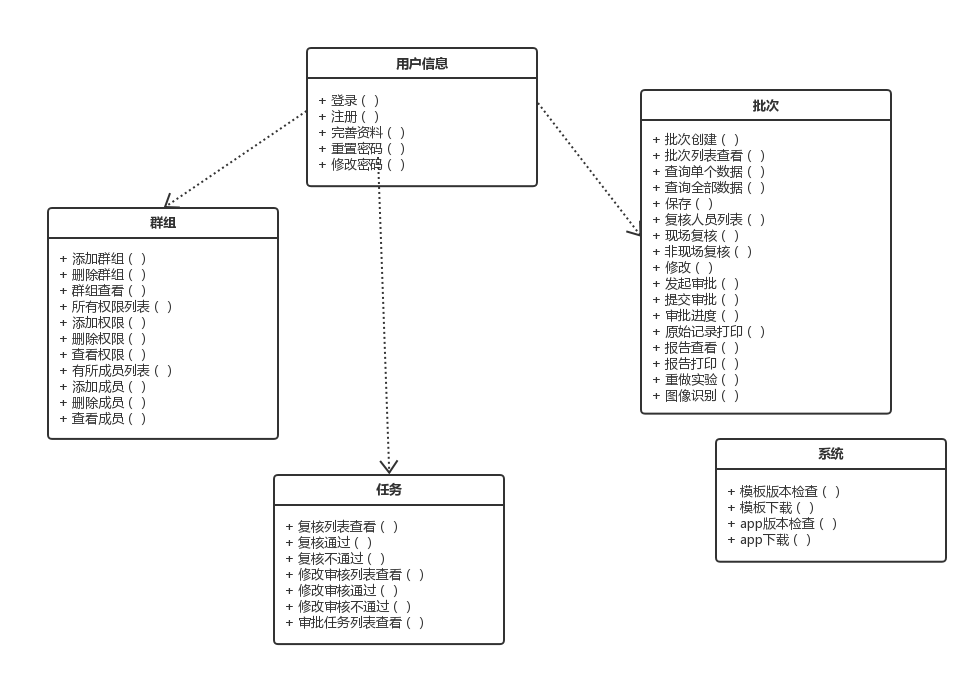 用户信息
+ 登录( )
+ 注册( )
+ 完善资料( )
+ 重置密码( )
+ 修改密码( )
批次
+ 批次创建( )
+ 批次列表查看( )
+ 查询单个数据( )
+ 查询全部数据( )
+ 保存( )
+ 复核人员列表( )
+ 现场复核( )
+ 非现场复核( )
+ 修改( )
+ 发起审批( )
+ 提交审批( )
+ 审批进度( )
+ 原始记录打印( )
+ 报告查看( )
+ 报告打印( )
+ 重做实验( )
+ 图像识别( )
群组
+ 添加群组( )
+ 删除群组( )
+ 群组查看( )
+ 所有权限列表( )
+ 添加权限( )
+ 删除权限( )
+ 查看权限( )
+ 有所成员列表( )
+ 添加成员( )
+ 删除成员( )
+ 查看成员( )
系统
+ 模板版本检查( )
+ 模板下载( )
+ app版本检查( )
+ app下载( )
任务
+ 复核列表查看( )
+ 复核通过( )
+ 复核不通过( )
+ 修改审核列表查看( )
+ 修改审核通过( )
+ 修改审核不通过( )
+ 审批任务列表查看( )